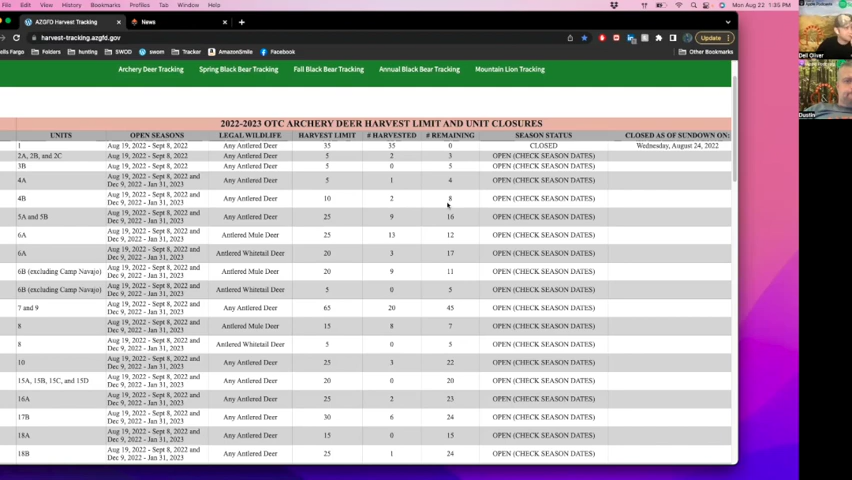 File Edit View History Bookmarks Profiles Tab Window Help
Mon Aug 22 1:35 PM
AZGFD Harvest Tracking
News
harvest-tracking.azgfd.gov
Update
Folders hunting SWOD swom Tracker AmazonSmile Facebook
Other Bookmarks
Archery Deer Tracking Spring Black Bear Tracking Fall Black Bear Tracking Annual Black Bear Tracking Mountain Lion Tracking
2022-2023 OTC ARCHERY DEER HARVEST LIMIT AND UNIT CLOSURES
UNITS OPEN SEASONS LEGAL WILDLIFE HARVEST LIMIT # HARVESTED # REMAINING SEASON STATUS CLOSED AS OF SUNDOWN ON:
1 Aug 19, 2022 - Sept 8, 2022 Any Antlered Deer 35 35 0 CLOSED Wednesday, August 24, 2022
2A, 2B, and 2C Aug 19, 2022 - Sept 8, 2022 Any Antlered Deer 5 2 3 OPEN (CHECK SEASON DATES)
3B Aug 19, 2022 - Sept 8, 2022 Any Antlered Deer 5 0 5 OPEN (CHECK SEASON DATES)
4A Aug 19, 2022 - Sept 8, 2022 and Dec 9, 2022 - Jan 31, 2023 Any Antlered Deer 5 1 4 OPEN (CHECK SEASON DATES)
4B Aug 19, 2022 - Sept 8, 2022 and Dec 9, 2022 - Jan 31, 2023 Any Antlered Deer 10 2 8 OPEN (CHECK SEASON DATES)
5A and 5B Aug 19, 2022 - Sept 8, 2022 and Dec 9, 2022 - Jan 31, 2023 Any Antlered Deer 25 9 16 OPEN (CHECK SEASON DATES)
6A Aug 19, 2022 - Sept 8, 2022 and Dec 9, 2022 - Jan 31, 2023 Antlered Mule Deer 25 13 12 OPEN (CHECK SEASON DATES)
6A Aug 19, 2022 - Sept 8, 2022 and Dec 9, 2022 - Jan 31, 2023 Antlered Whitetail Deer 20 3 17 OPEN (CHECK SEASON DATES)
6B (excluding Camp Navajo) Aug 19, 2022 - Sept 8, 2022 and Dec 9, 2022 - Jan 31, 2023 Antlered Mule Deer 20 9 11 OPEN (CHECK SEASON DATES)
6B (excluding Camp Navajo) Aug 19, 2022 - Sept 8, 2022 and Dec 9, 2022 - Jan 31, 2023 Antlered Whitetail Deer 5 0 5 OPEN (CHECK SEASON DATES)
7 and 9 Aug 19, 2022 - Sept 8, 2022 and Dec 9, 2022 - Jan 31, 2023 Any Antlered Deer 65 20 45 OPEN (CHECK SEASON DATES)
8 Aug 19, 2022 - Sept 8, 2022 and Dec 9, 2022 - Jan 31, 2023 Antlered Mule Deer 15 8 7 OPEN (CHECK SEASON DATES)
8 Aug 19, 2022 - Sept 8, 2022 and Dec 9, 2022 - Jan 31, 2023 Antlered Whitetail Deer 5 0 5 OPEN (CHECK SEASON DATES)
10 Aug 19, 2022 - Sept 8, 2022 and Dec 9, 2022 - Jan 31, 2023 Any Antlered Deer 25 3 22 OPEN (CHECK SEASON DATES)
15A, 15B, 15C, and 15D Aug 19, 2022 - Sept 8, 2022 and Dec 9, 2022 - Jan 31, 2023 Any Antlered Deer 20 0 20 OPEN (CHECK SEASON DATES)
16A Aug 19, 2022 - Sept 8, 2022 and Dec 9, 2022 - Jan 31, 2023 Any Antlered Deer 25 2 23 OPEN (CHECK SEASON DATES)
17B Aug 19, 2022 - Sept 8, 2022 and Dec 9, 2022 - Jan 31, 2023 Any Antlered Deer 30 6 24 OPEN (CHECK SEASON DATES)
18A Aug 19, 2022 - Sept 8, 2022 and Dec 9, 2022 - Jan 31, 2023 Any Antlered Deer 15 0 15 OPEN (CHECK SEASON DATES)
18B Aug 19, 2022 - Sept 8, 2022 and Dec 9, 2022 - Jan 31, 2023 Any Antlered Deer 25 1 24 OPEN (CHECK SEASON DATES)
Dell Oliver
Dustin